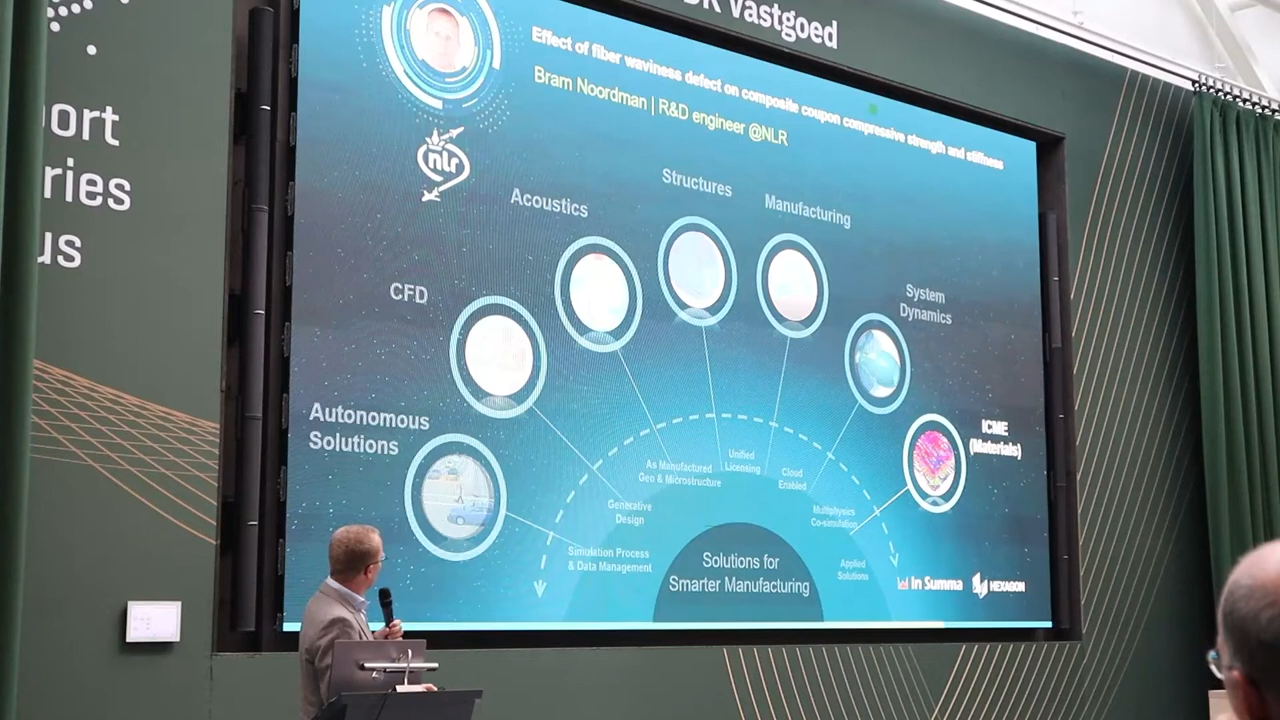 Vastgoed
ort
ries
us
Effect of fiber waviness defect on composite coupon compressive strength and stiffness
Bram Noordman | R&D engineer @NLR
nlr
Structures
Acoustics
Manufacturing
CFD
System
Dynamics
Autonomous
Solutions
ICME
(Materials)
Unified
Licensing
As Manufactured
Geo & Microstructure
Cloud
Enabled
Generative
Design
Multiphysics
Co-simulation
Simulation Process
& Data Management
Applied
Solutions
Solutions for
Smarter Manufacturing
In Summa
HEXAGON